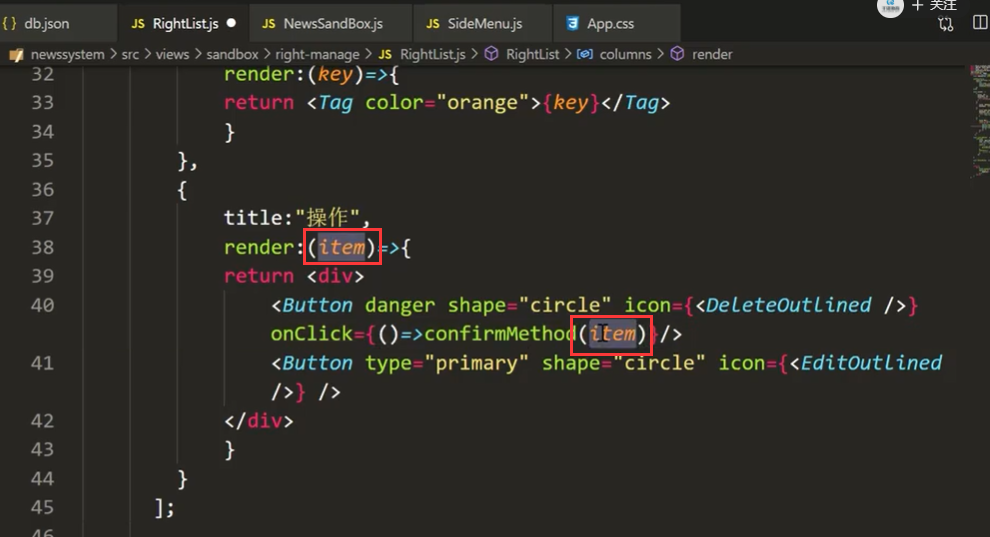 { } db.json JS RightList.js JS NewsSandBox.js JS SideMenu.js App.css + 关注
newssystem > src > views > sandbox > right-manage > JS RightList.js > RightList > columns > render
32 render:(key)=>{
33 return <Tag color="orange">{key}</Tag>
34 }
35 },
36 {
37 title:"操作",
38 render:(item)=>{
39 return <div>
40 <Button danger shape="circle" icon={<DeleteOutlined />}
onClick={()=>confirmMethod(item)}/>
41 <Button type="primary" shape="circle" icon={<EditOutlined
/>} />
42 </div>
43 }
44 }
45 ];
46